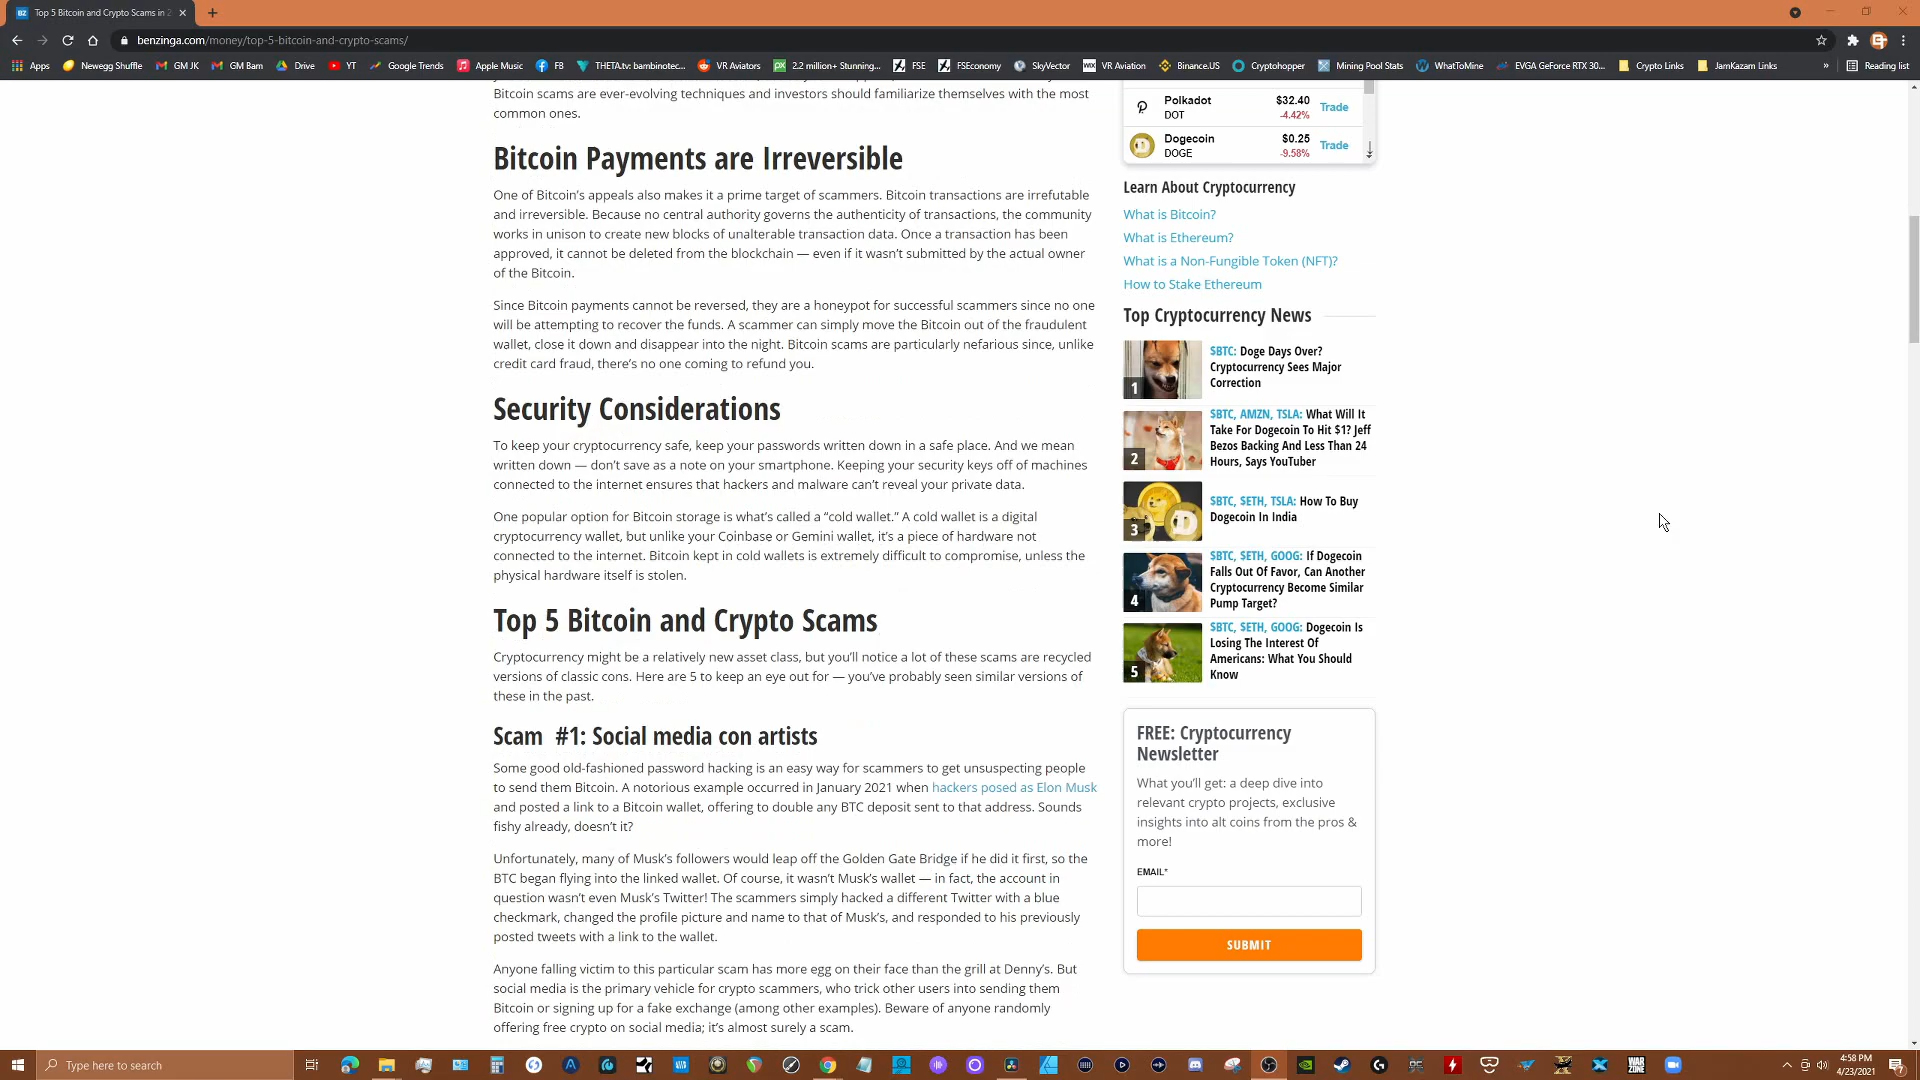 Top 5 Bitcoin and Crypto Scams in 2
benzinga.com/money/top-5-bitcoin-and-crypto-scams/
Apps
Newegg Shuffle
GM JK
GM Bam
Drive
YT
Google Trends
Apple Music
FB
THETA.tv: bambinotec...
VR Aviators
2.2 million+ Stunning...
FSE
FSEconomy
SkyVector
VR Aviation
Binance.US
Cryptohopper
Mining Pool Stats
WhatToMine
EVGA GeForce RTX 30...
Crypto Links
JamKazam Links
»
Reading list
Bitcoin scams are ever-evolving techniques and investors should familiarize themselves with the most
common ones.
Bitcoin Payments are Irreversible
One of Bitcoin's appeals also makes it a prime target of scammers. Bitcoin transactions are irrefutable
and irreversible. Because no central authority governs the authenticity of transactions, the community
works in unison to create new blocks of unalterable transaction data. Once a transaction has been
approved, it cannot be deleted from the blockchain — even if it wasn't submitted by the actual owner
of the Bitcoin.
Since Bitcoin payments cannot be reversed, they are a honeypot for successful scammers since no one
will be attempting to recover the funds. A scammer can simply move the Bitcoin out of the fraudulent
wallet, close it down and disappear into the night. Bitcoin scams are particularly nefarious since, unlike
credit card fraud, there's no one coming to refund you.
Security Considerations
To keep your cryptocurrency safe, keep your passwords written down in a safe place. And we mean
written down — don't save as a note on your smartphone. Keeping your security keys off of machines
connected to the internet ensures that hackers and malware can't reveal your private data.
One popular option for Bitcoin storage is what's called a "cold wallet." A cold wallet is a digital
cryptocurrency wallet, but unlike your Coinbase or Gemini wallet, it's a piece of hardware not
connected to the internet. Bitcoin kept in cold wallets is extremely difficult to compromise, unless the
physical hardware itself is stolen.
Top 5 Bitcoin and Crypto Scams
Cryptocurrency might be a relatively new asset class, but you'll notice a lot of these scams are recycled
versions of classic cons. Here are 5 to keep an eye out for — you've probably seen similar versions of
these in the past.
Scam #1: Social media con artists
Some good old-fashioned password hacking is an easy way for scammers to get unsuspecting people
to send them Bitcoin. A notorious example occurred in January 2021 when hackers posed as Elon Musk
and posted a link to a Bitcoin wallet, offering to double any BTC deposit sent to that address. Sounds
fishy already, doesn't it?
Unfortunately, many of Musk's followers would leap off the Golden Gate Bridge if he did it first, so the
BTC began flying into the linked wallet. Of course, it wasn't Musk's wallet — in fact, the account in
question wasn't even Musk's Twitter! The scammers simply hacked a different Twitter with a blue
checkmark, changed the profile picture and name to that of Musk's, and responded to his previously
posted tweets with a link to the wallet.
Anyone falling victim to this particular scam has more egg on their face than the grill at Denny's. But
social media is the primary vehicle for crypto scammers, who trick other users into sending them
Bitcoin or signing up for a fake exchange (among other examples). Beware of anyone randomly
offering free crypto on social media; it's almost surely a scam.
Polkadot $32.40 Trade
DOT -4.42%
Dogecoin $0.25 Trade
DOGE -9.58%
Learn About Cryptocurrency
What is Bitcoin?
What is Ethereum?
What is a Non-Fungible Token (NFT)?
How to Stake Ethereum
Top Cryptocurrency News
1
$BTC: Doge Days Over?
Cryptocurrency Sees Major
Correction
2
$BTC, AMZN, TSLA: What Will It
Take For Dogecoin To Hit $1? Jeff
Bezos Backing And Less Than 24
Hours, Says YouTuber
3
$BTC, $ETH, TSLA: How To Buy
Dogecoin In India
4
$BTC, $ETH, GOOG: If Dogecoin
Falls Out Of Favor, Can Another
Cryptocurrency Become Similar
Pump Target?
5
$BTC, $ETH, GOOG: Dogecoin Is
Losing The Interest Of
Americans: What You Should
Know
FREE: Cryptocurrency
Newsletter
What you'll get: a deep dive into
relevant crypto projects, exclusive
insights into alt coins from the pros &
more!
EMAIL*
SUBMIT
Type here to search
4:58 PM
4/23/2021